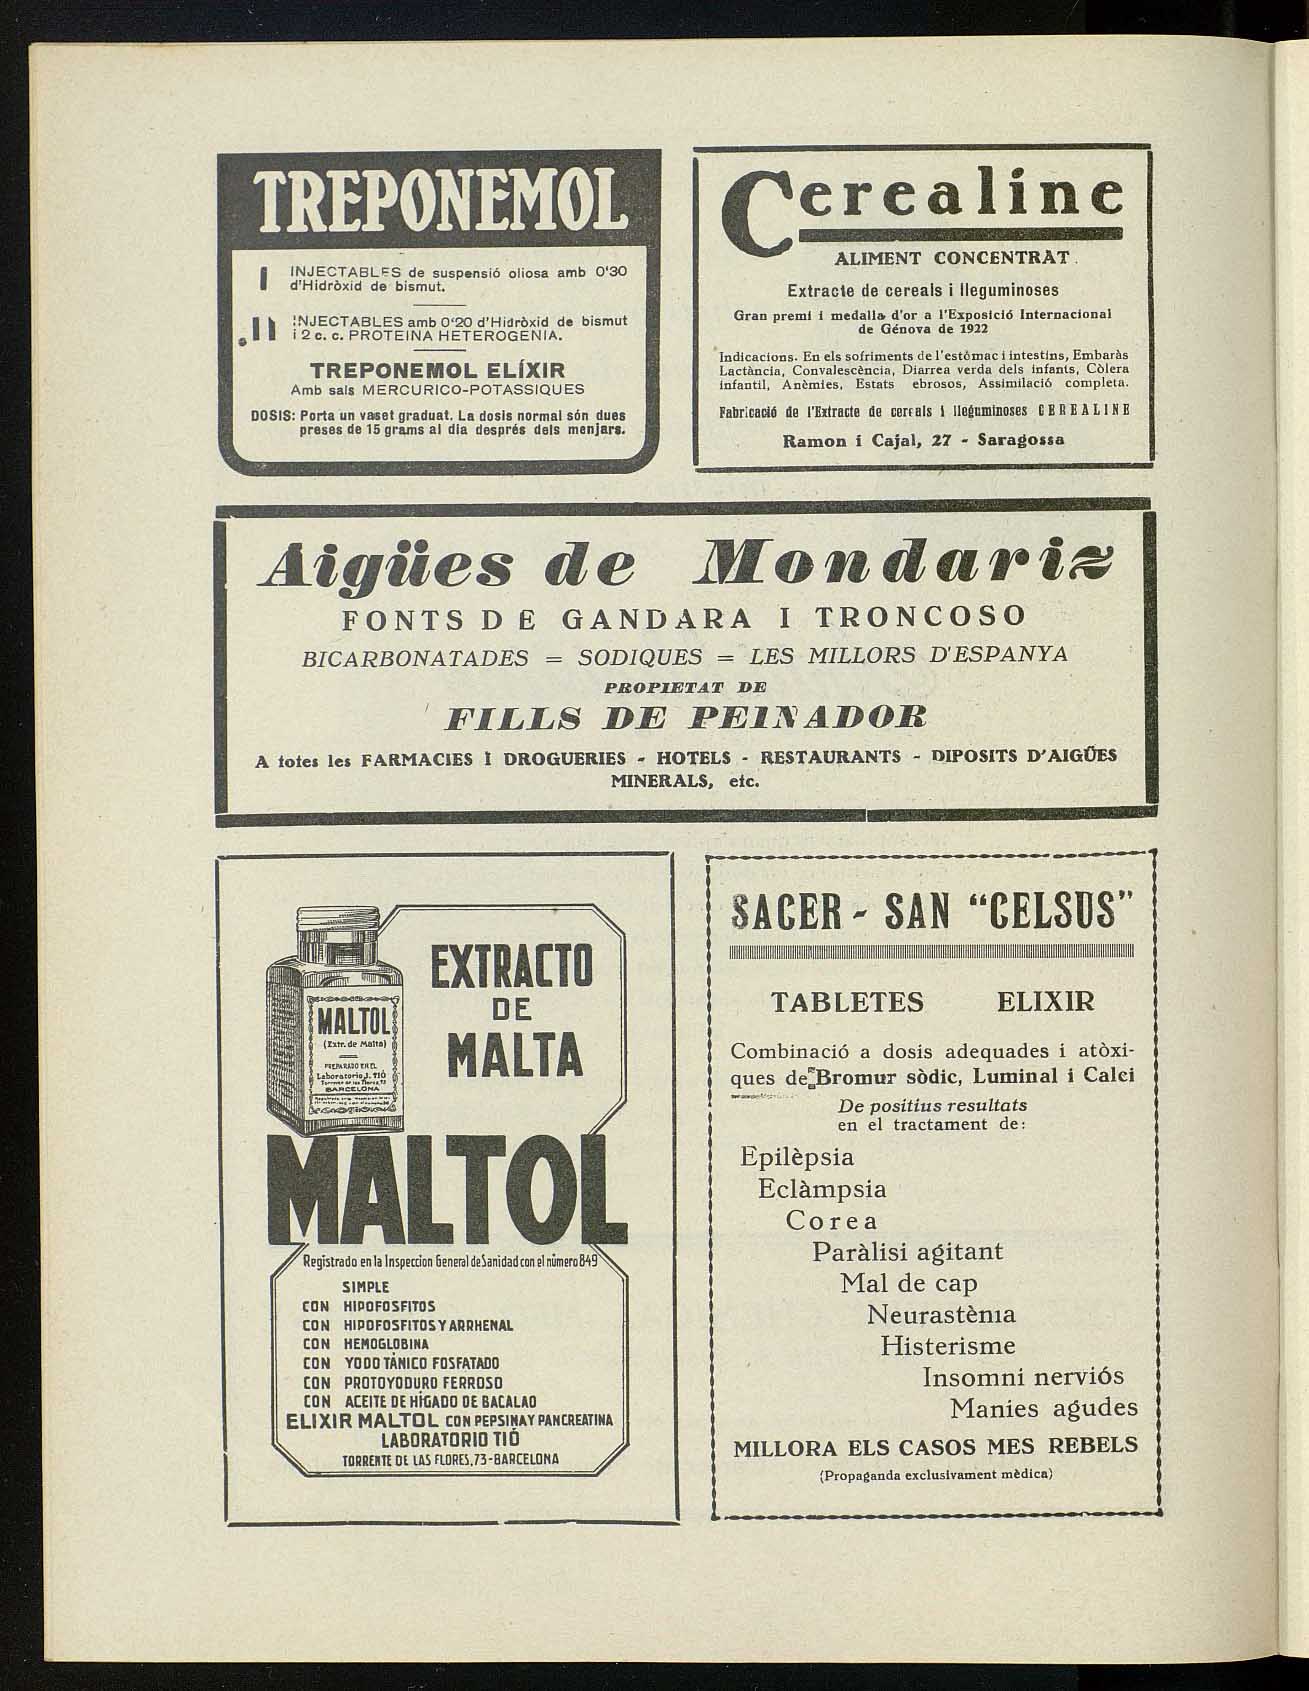 TREPONEMOL
I INJECTABLES de suspensió oliosa amb 0'30
d'Hidròxid de bismut.
II INJECTABLES amb 0'20 d'Hidròxid de bismut
i 2 c. c. PROTEINA HETEROGENIA.
TREPONEMOL ELÍXIR
Amb sals MERCURICO-POTASSIQUES
DOSIS: Porta un vaset graduat. La dosis normal són dues
preses de 15 grams al dia després dels menjars.
Cerealine
ALIMENT CONCENTRAT.
Extracte de cereals i lleguminoses
Gran premi i medalla d'or a l'Exposició Internacional
de Génova de 1922
Indicacions. En els sofriments de l'estòmac i intestins, Embaràs
Lactància, Convalescència, Diarrea verda dels infants, Còlera
infantil, Anèmies, Estats ebrosos, Assimilació completa.
Fabricació de l'Extracte de cereals i lleguminoses CEREALINE
Ramon i Cajal, 27 - Saragossa
Aigües de Mondariz
FONTS DE GANDARA I TRONCOSO
BICARBONATADES = SODIQUES = LES MILLORS D'ESPANYA
PROPIETAT DE
FILLS DE PEINADOR
A totes les FARMACIES I DROGUERIES - HOTELS - RESTAURANTS - DIPOSITS D'AIGÜES
MINERALS, etc.
EXTRACTO
DE
MALTA
MALTOL
(Extr. de Malta)
PREPARADO EN EL
Laboratorio J. TIÓ
Torrente de las Flores, 73
BARCELONA
MALTOL
Registrado en la Inspeccion General de Sanidad con el número 849
SIMPLE
CON HIPOFOSFITOS
CON HIPOFOSFITOS Y ARRHENAL
CON HEMOGLOBINA
CON YODO TÁNICO FOSFATADO
CON PROTOYODURO FERROSO
CON ACEITE DE HÍGADO DE BACALAO
ELIXIR MALTOL CON PEPSINA Y PANCREATINA
LABORATORIO TIÓ
TORRENTE DE LAS FLORES, 73-BARCELONA
SACER - SAN "CELSUS"
TABLETES ELIXIR
Combinació a dosis adequades i atòxi-
ques de Bromur sòdic, Luminal i Calci
De positius resultats
en el tractament de:
Epilèpsia
Eclàmpsia
Corea
Paràlisi agitant
Mal de cap
Neurastènia
Histerisme
Insomni nerviós
Manies agudes
MILLORA ELS CASOS MES REBELS
(Propaganda exclusivament mèdica)